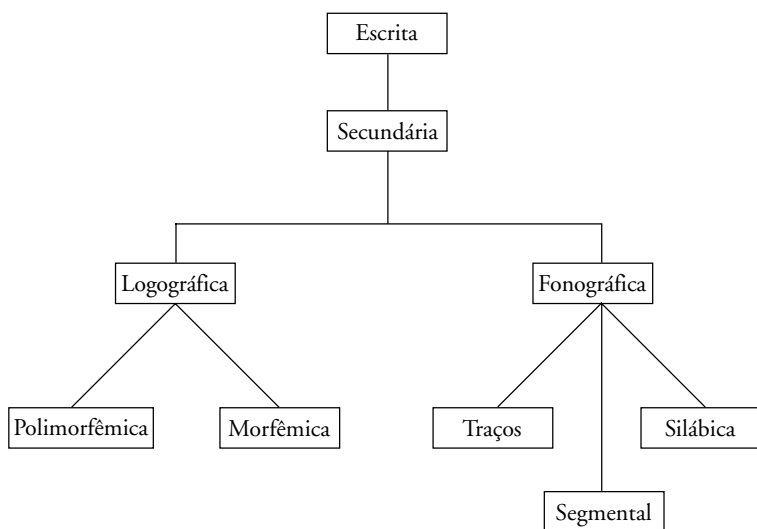 Escrita
Secundária
Logográfica Fonográfica
Polimorfêmica Morfêmica Traços Silábica
Segmental